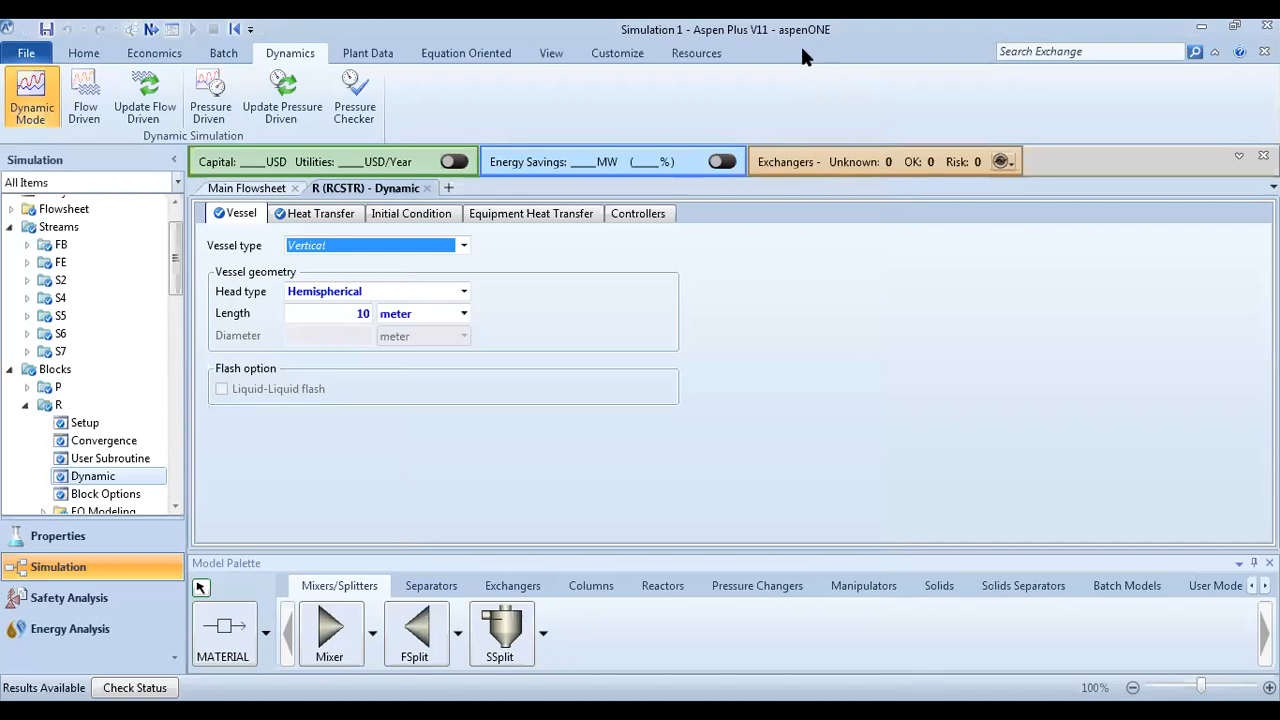 Simulation 1 - Aspen Plus V11 - aspenONE
File Home Economics Batch Dynamics Plant Data Equation Oriented View Customize Resources Search Exchange
Dynamic Mode Flow Driven Update Flow Driven Pressure Driven Update Pressure Driven Pressure Checker
Dynamic Simulation
Capital: ____USD Utilities: ____USD/Year Energy Savings: ____MW (____%) Exchangers - Unknown: 0 OK: 0 Risk: 0
Simulation
All Items
Flowsheet
Streams
FB
FE
S2
S4
S5
S6
S7
Blocks
P
R
Setup
Convergence
User Subroutine
Dynamic
Block Options
EO Modeling
Properties
Simulation
Safety Analysis
Energy Analysis
Main Flowsheet R (RCSTR) - Dynamic
Vessel Heat Transfer Initial Condition Equipment Heat Transfer Controllers
Vessel type Vertical
Vessel geometry
Head type Hemispherical
Length 10 meter
Diameter meter
Flash option
Liquid-Liquid flash
Model Palette
Mixers/Splitters Separators Exchangers Columns Reactors Pressure Changers Manipulators Solids Solids Separators Batch Models User Mode
MATERIAL Mixer FSplit SSplit
Results Available Check Status 100%